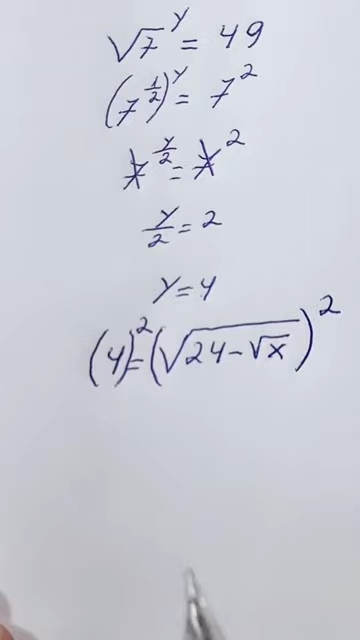 √7^y = 49
(7^(1/2))^y = 7^2
7^(y/2) = 7^2
y/2 = 2
y = 4
(4)^2 = (√(24-√x))^2